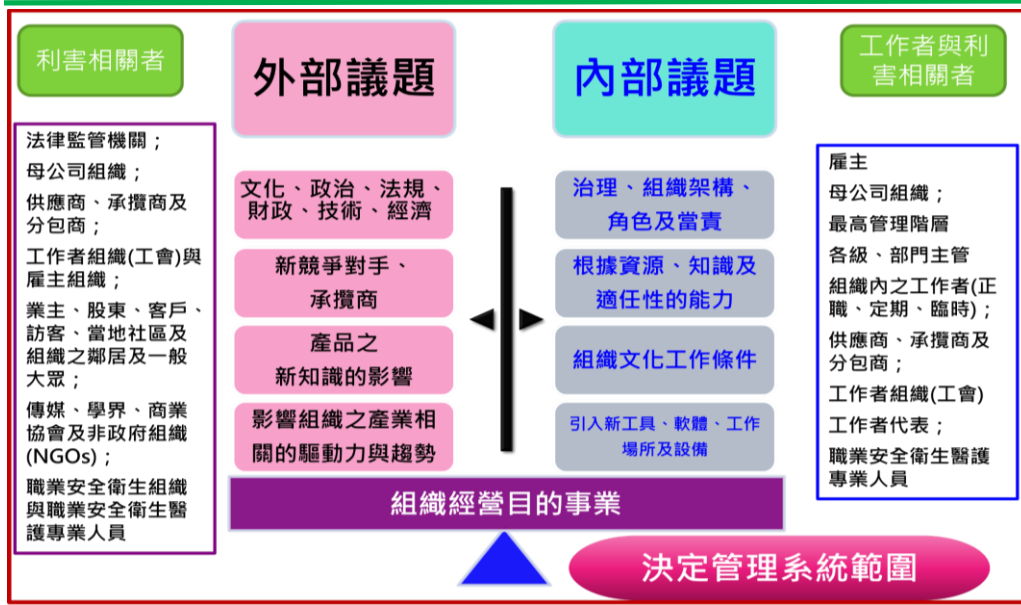 利害相關者
法律監管機關；
母公司組織；
供應商、承攬商及
分包商；
工作者組織(工會)與
雇主組織；
業主、股東、客戶、
訪客、當地社區及
組織之鄰居及一般
大眾；
傳媒、學界、商業
協會及非政府組織
(NGOs)；
職業安全衛生組織
與職業安全衛生醫
護專業人員
外部議題
文化、政治、法規、
財政、技術、經濟
新競爭對手、
承攬商
產品之
新知識的影響
影響組織之產業相
關的驅動力與趨勢
內部議題
治理、組織架構、
角色及當責
根據資源、知識及
適任性的能力
組織文化工作條件
引入新工具、軟體、工作
場所及設備
工作者與利
害相關者
雇主
母公司組織；
最高管理階層
各級、部門主管
組織內之工作者(正
職、定期、臨時)；
供應商、承攬商及
分包商；
工作者組織(工會)
工作者代表；
職業安全衛生醫護
專業人員
組織經營目的事業
決定管理系統範圍